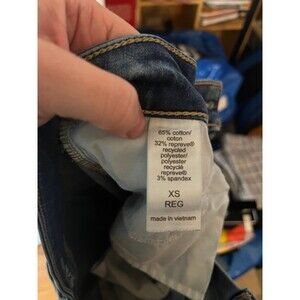 65% cotton/
coton
32% repreve®
recycled
polyester/
polyester
recyclé
repreve®
3% spandex
XS
REG
made in vietnam